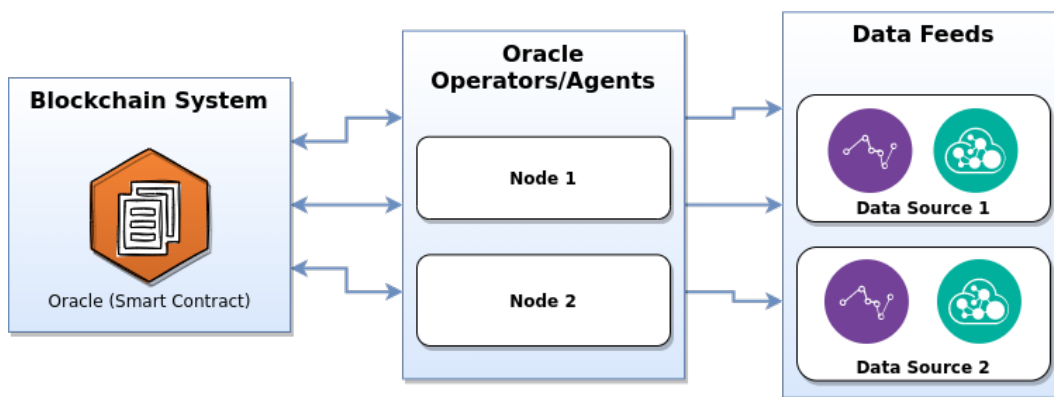 Blockchain System
Oracle (Smart Contract)
Oracle
Operators/Agents
Node 1
Node 2
Data Feeds
Data Source 1
Data Source 2